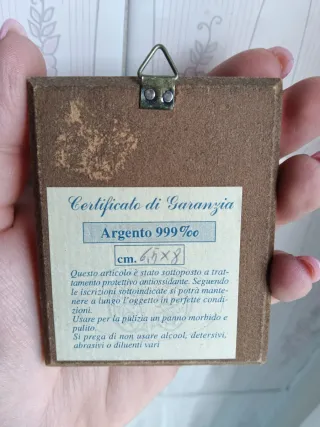 Certificato di Garanzia
Argento 999‰
cm. 6,5 x 8
Questo articolo è stato sottoposto a trat-
tamento protettivo antiossidante. Seguendo
le iscrizioni sottoindicate si potrà mante-
nere a lungo l'oggetto in perfette condi-
zioni.
Usare per la pulizia un panno morbido e
pulito.
Si prega di non usare alcool, detersivi,
abrasivi o diluenti vari